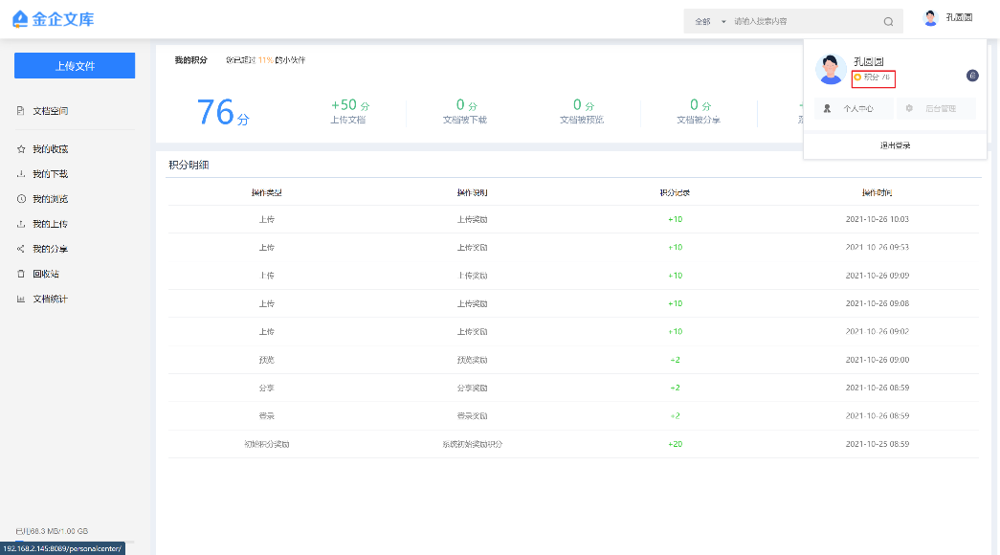 金企文库
全部 请输入搜索内容
孔圆圆
上传文件
文档空间
我的收藏
我的下载
我的浏览
我的上传
我的分享
回收站
文档统计
已用68.3 MB/1.00 GB
192.168.2.145:8089/personalcenter/
我的积分 您已超过 11% 的小伙伴
76分
+50 分
上传文档
0 分
文档被下载
0 分
文档被预览
0 分
文档被分享
孔圆圆
积分 76
个人中心 后台管理
退出登录
积分明细
操作类型 操作说明 积分记录 操作时间
上传 上传奖励 +10 2021-10-26 10:03
上传 上传奖励 +10 2021-10-26 09:53
上传 上传奖励 +10 2021-10-26 09:09
上传 上传奖励 +10 2021-10-26 09:08
上传 上传奖励 +10 2021-10-26 09:02
预览 预览奖励 +2 2021-10-26 09:00
分享 分享奖励 +2 2021-10-26 08:59
登录 登录奖励 +2 2021-10-26 08:59
初始积分奖励 系统初始奖励积分 +20 2021-10-25 08:59